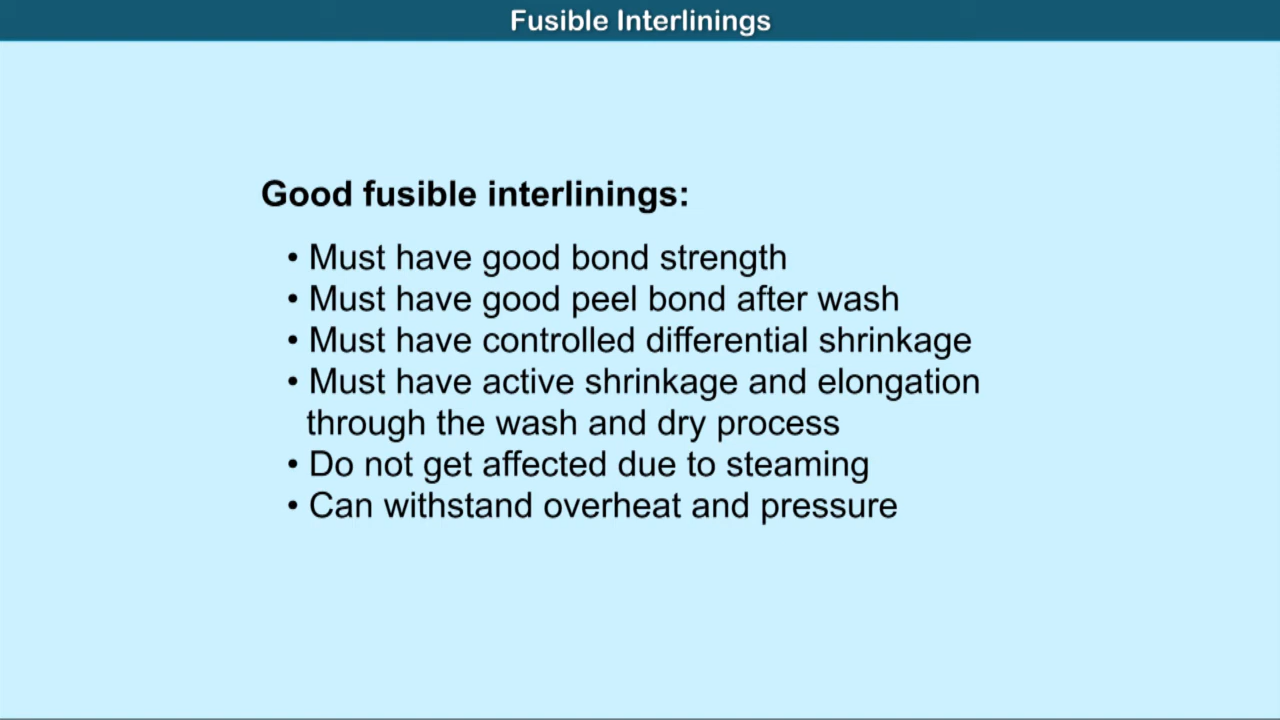 Fusible Interlinings
Good fusible interlinings:
• Must have good bond strength
• Must have good peel bond after wash
• Must have controlled differential shrinkage
• Must have active shrinkage and elongation
through the wash and dry process
• Do not get affected due to steaming
• Can withstand overheat and pressure